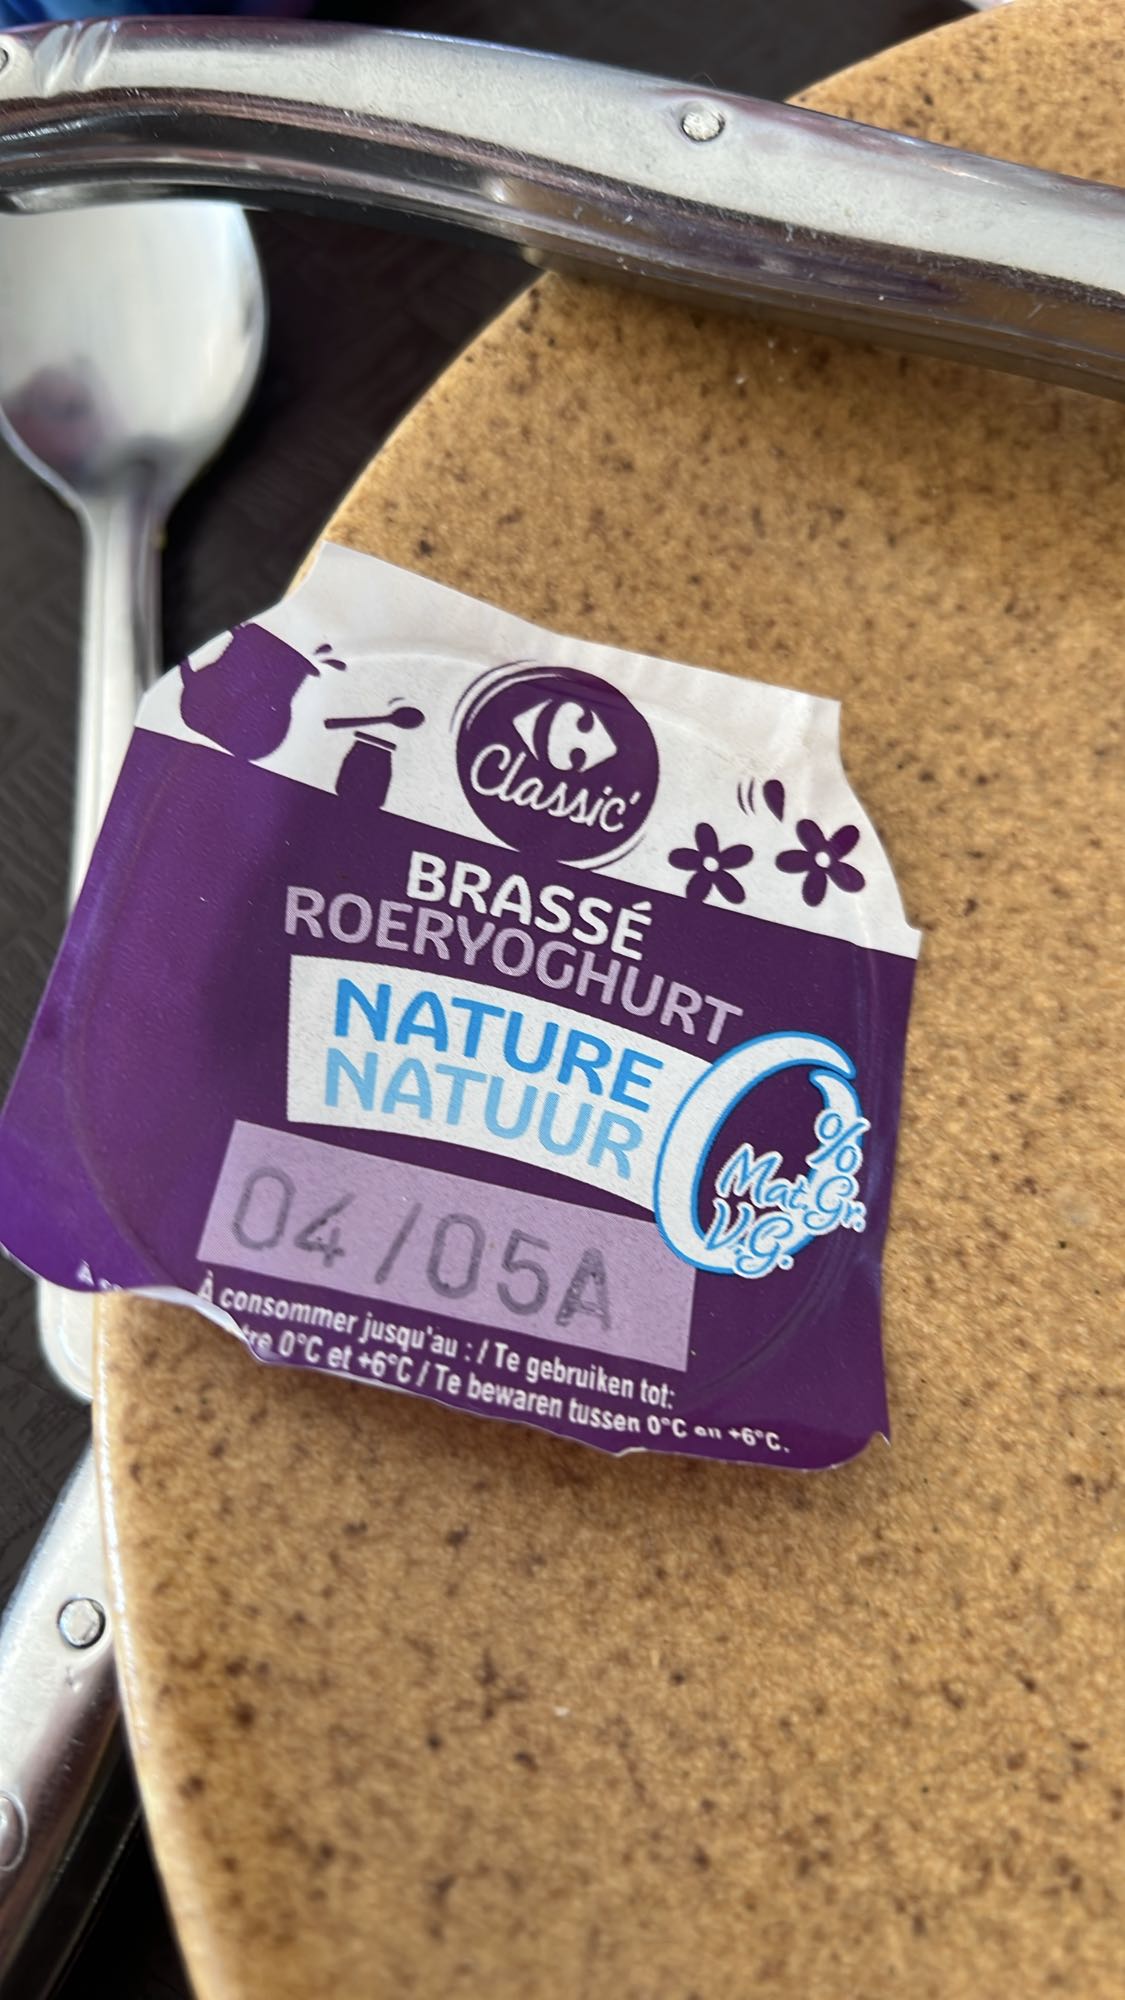 Classic'
BRASSÉ
ROERYOGHURT
NATURE
NATUUR
0% Mat.Gr.
V.G.
04/05A
À consommer jusqu'au : / Te gebruiken tot:
0°C et +6°C / Te bewaren tussen 0°C en +6°C.